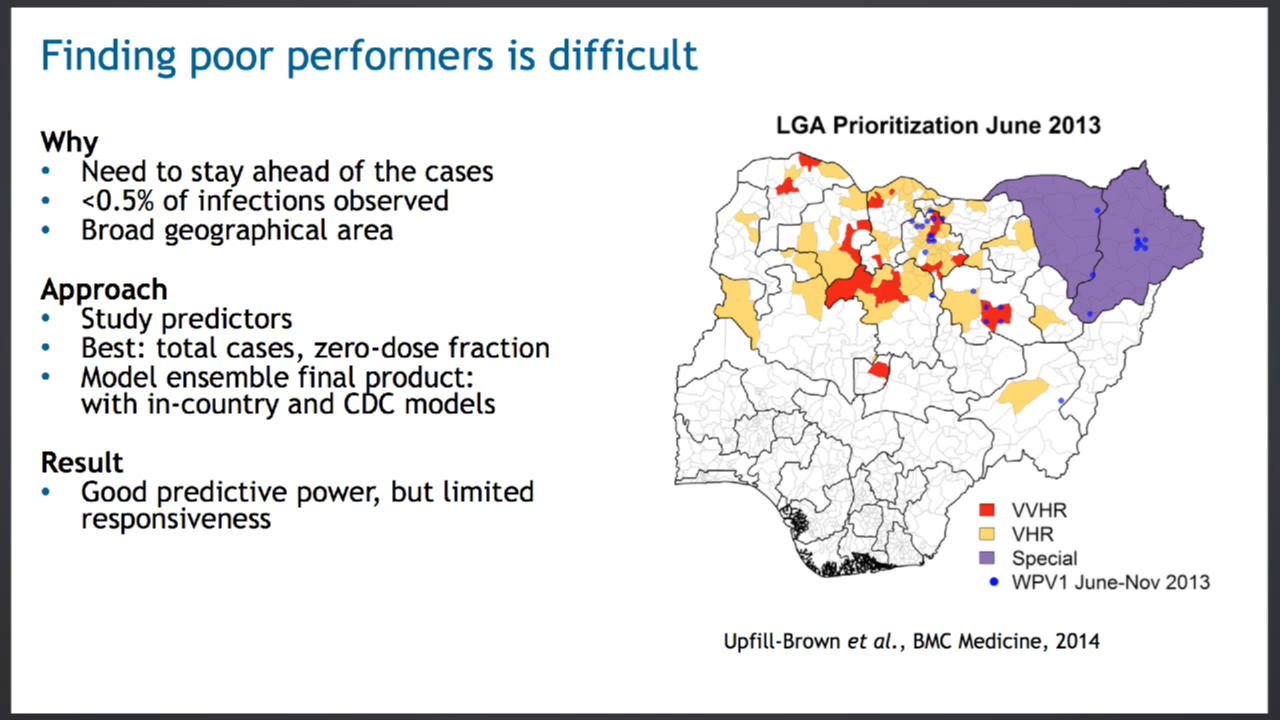 Finding poor performers is difficult
Why
• Need to stay ahead of the cases
• <0.5% of infections observed
• Broad geographical area
Approach
• Study predictors
• Best: total cases, zero-dose fraction
• Model ensemble final product:
with in-country and CDC models
Result
• Good predictive power, but limited
responsiveness
LGA Prioritization June 2013
VVHR
VHR
Special
WPV1 June-Nov 2013
Upfill-Brown et al., BMC Medicine, 2014